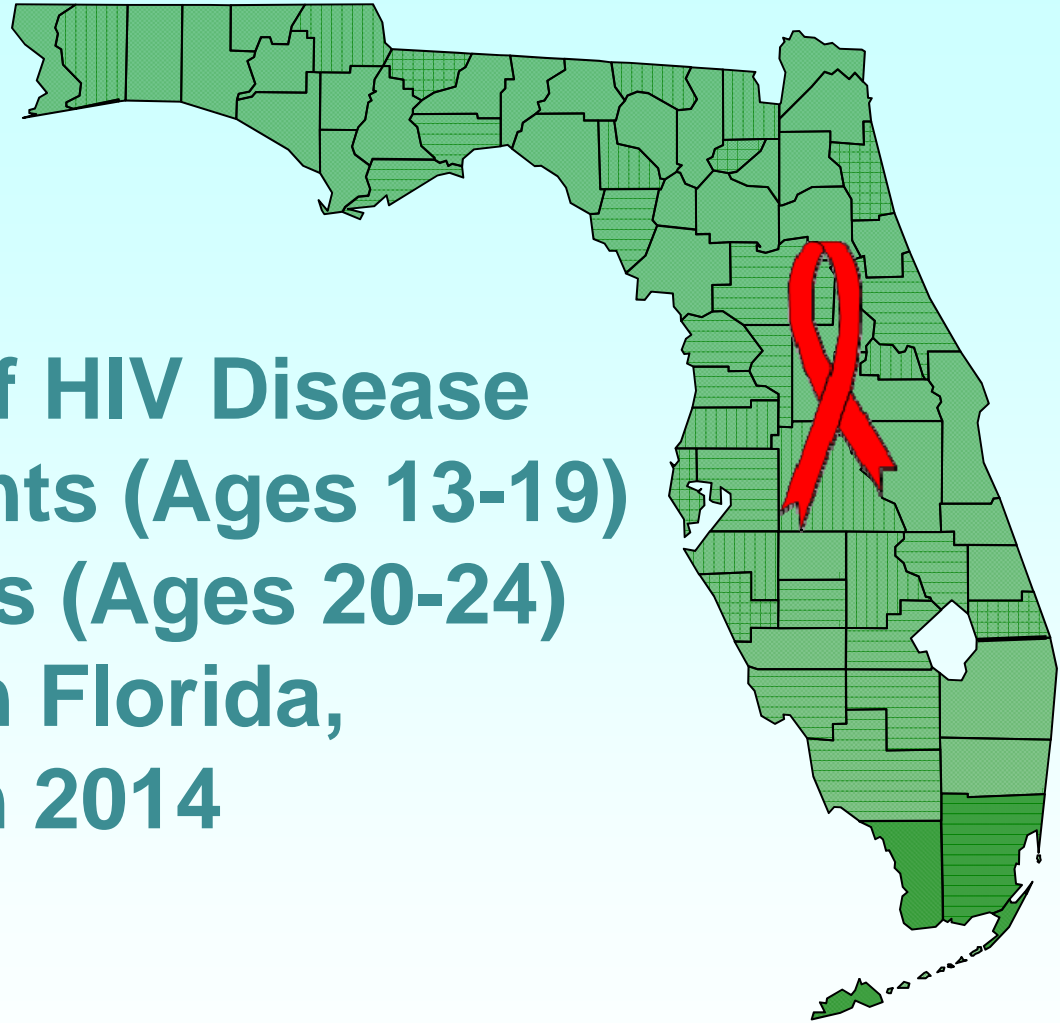 f HIV Disease
nts (Ages 13-19)
s (Ages 20-24)
n Florida,
n 2014